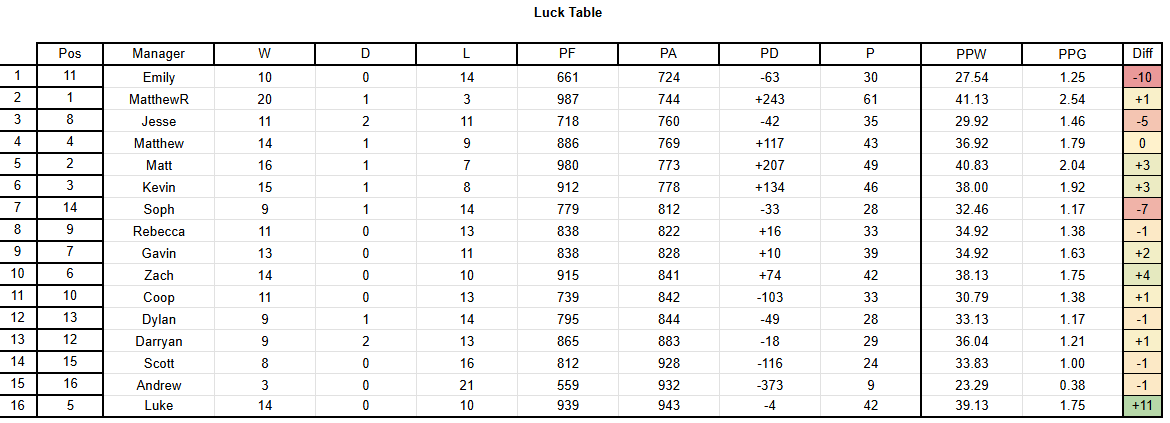 Luck Table
Pos Manager W D L PF PA PD P PPW PPG Diff
1 11 Emily 10 0 14 661 724 -63 30 27.54 1.25 -10
2 1 MatthewR 20 1 3 987 744 +243 61 41.13 2.54 +1
3 8 Jesse 11 2 11 718 760 -42 35 29.92 1.46 -5
4 4 Matthew 14 1 9 886 769 +117 43 36.92 1.79 0
5 2 Matt 16 1 7 980 773 +207 49 40.83 2.04 +3
6 3 Kevin 15 1 8 912 778 +134 46 38.00 1.92 +3
7 14 Soph 9 1 14 779 812 -33 28 32.46 1.17 -7
8 9 Rebecca 11 0 13 838 822 +16 33 34.92 1.38 -1
9 7 Gavin 13 0 11 838 828 +10 39 34.92 1.63 +2
10 6 Zach 14 0 10 915 841 +74 42 38.13 1.75 +4
11 10 Coop 11 0 13 739 842 -103 33 30.79 1.38 +1
12 13 Dylan 9 1 14 795 844 -49 28 33.13 1.17 -1
13 12 Darryan 9 2 13 865 883 -18 29 36.04 1.21 +1
14 15 Scott 8 0 16 812 928 -116 24 33.83 1.00 -1
15 16 Andrew 3 0 21 559 932 -373 9 23.29 0.38 -1
16 5 Luke 14 0 10 939 943 -4 42 39.13 1.75 +11